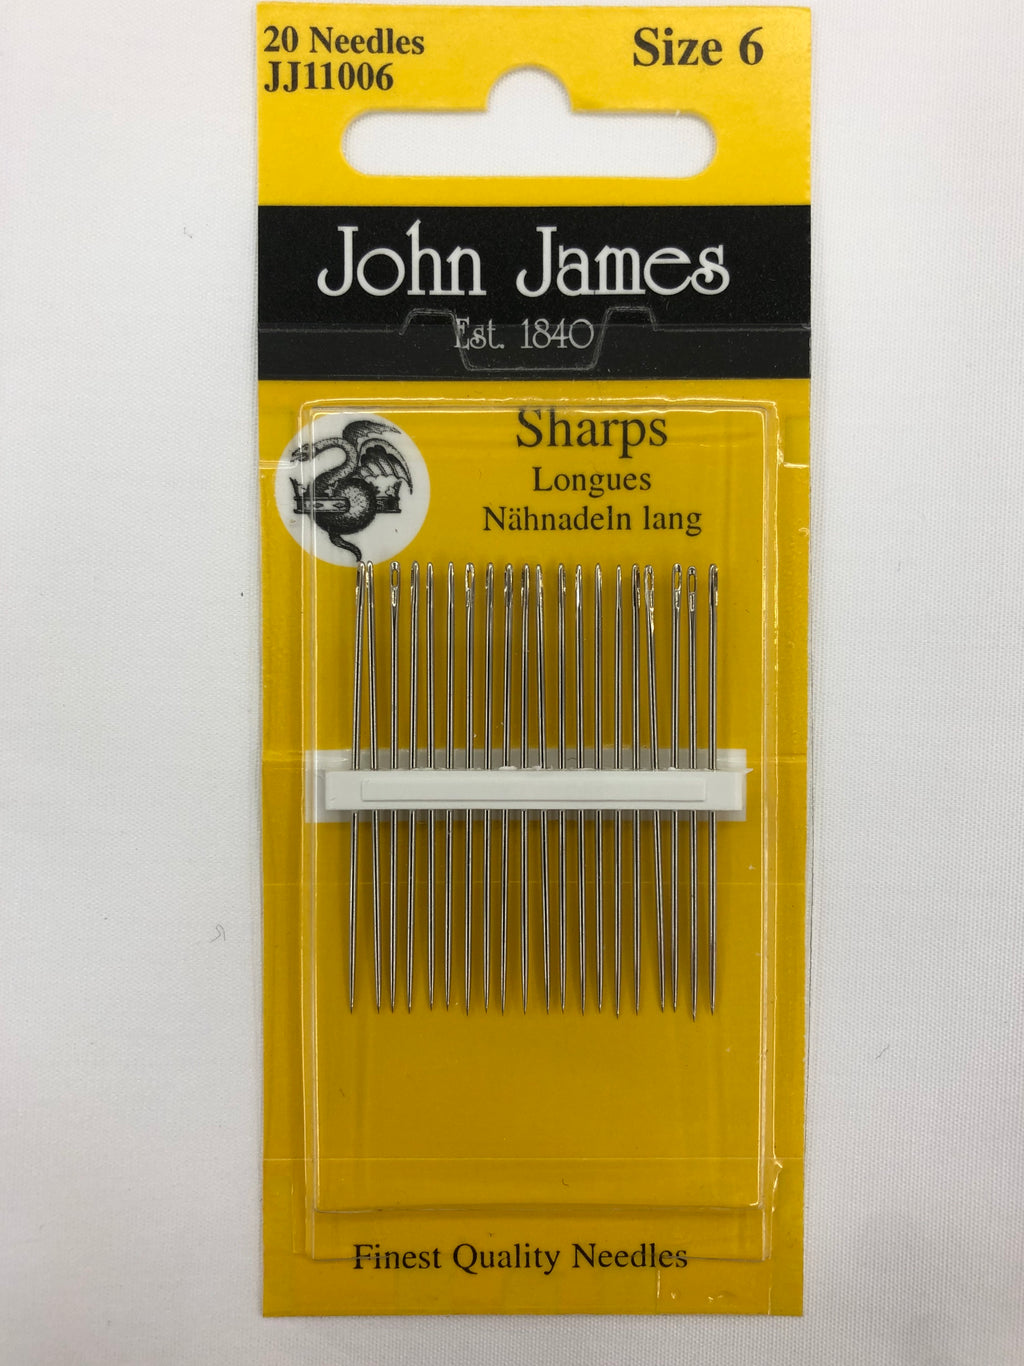 20 Needles
JJ11006
Size 6
John James
Est. 1840
Sharps
Longues
Nähnadeln lang
Finest Quality Needles